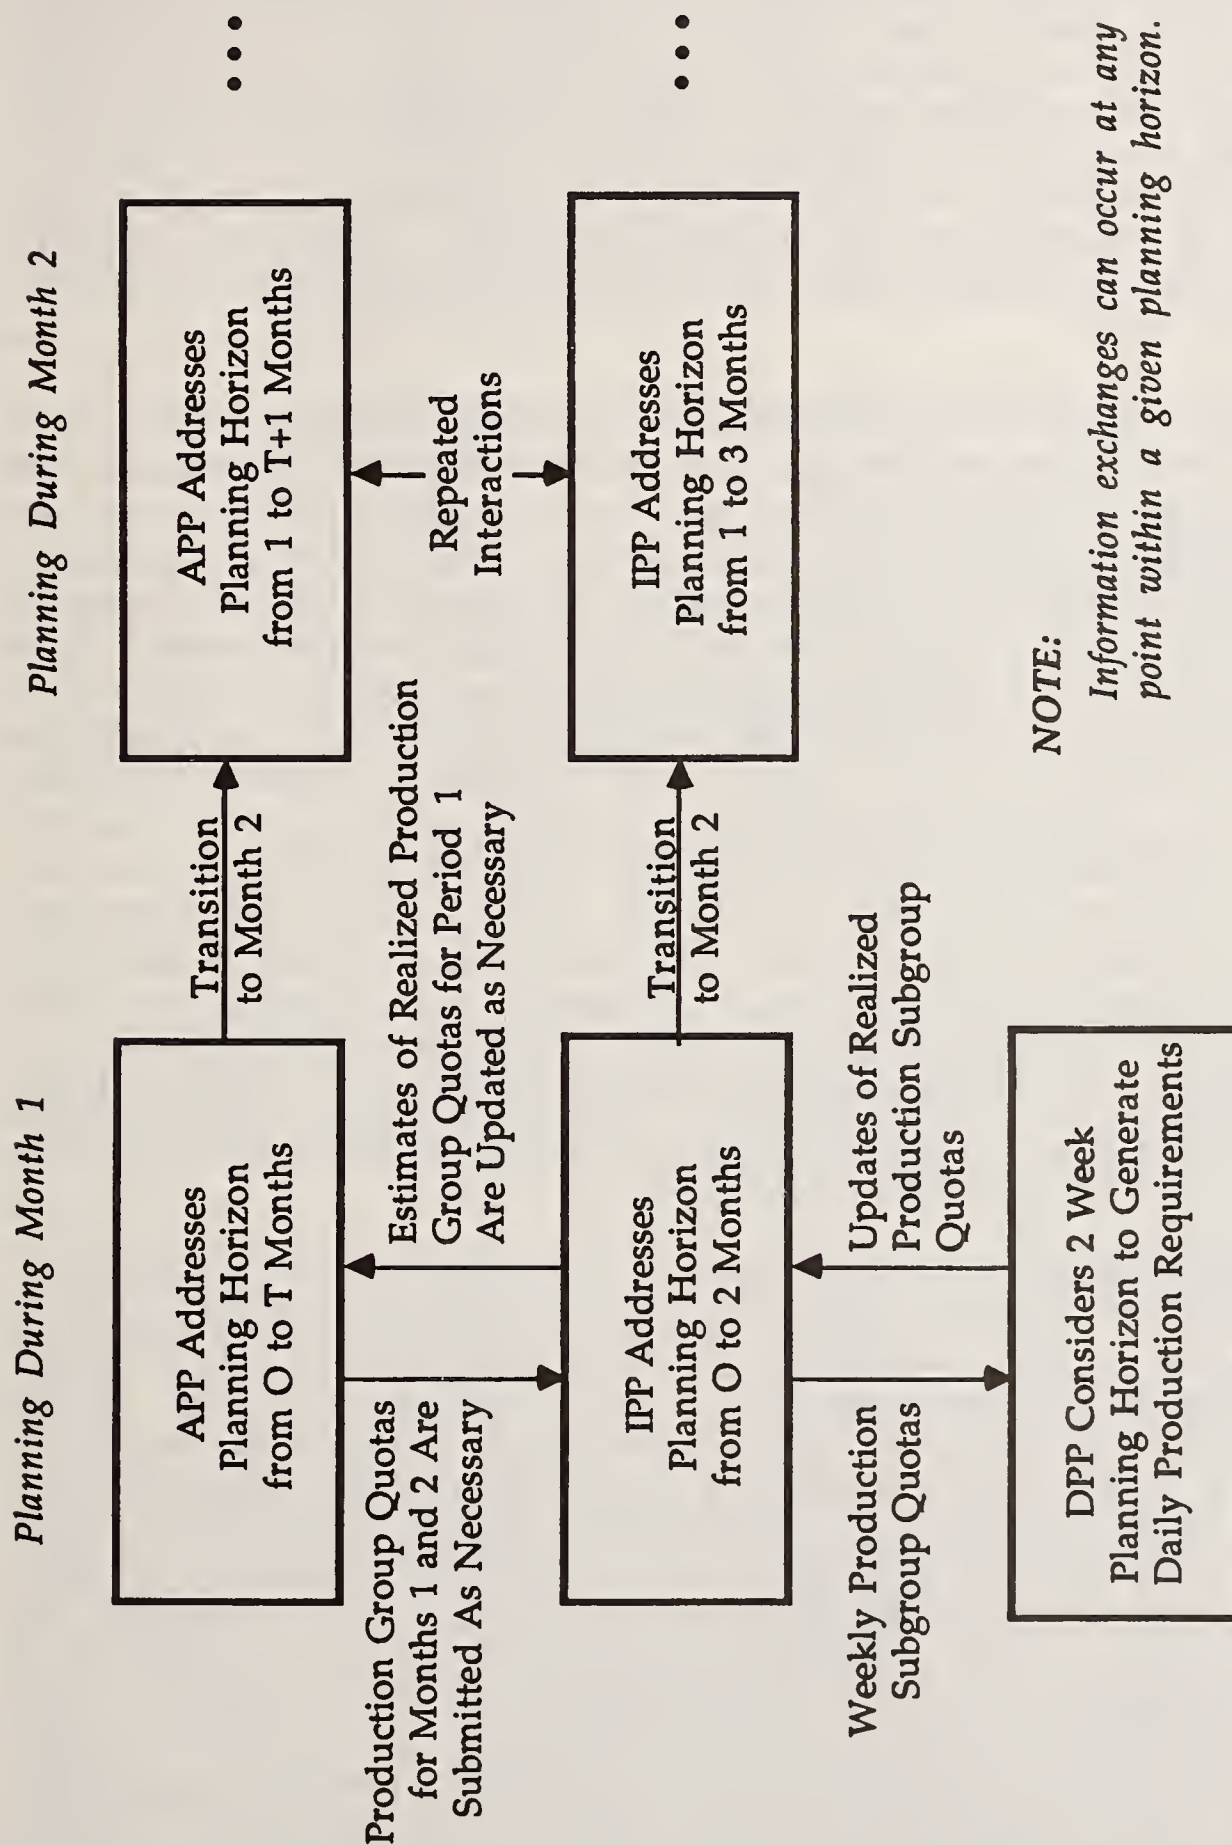 Planning During Month 1
Planning During Month 2
APP Addresses
Planning Horizon
from O to T Months
Transition
to Month 2
APP Addresses
Planning Horizon
from 1 to T+1 Months
...
Production Group Quotas
for Months 1 and 2 Are
Submitted As Necessary
Estimates of Realized Production
Group Quotas for Period 1
Are Updated as Necessary
Repeated
Interactions
IPP Addresses
Planning Horizon
from O to 2 Months
Transition
to Month 2
IPP Addresses
Planning Horizon
from 1 to 3 Months
...
Weekly Production
Subgroup Quotas
Updates of Realized
Production Subgroup
Quotas
DPP Considers 2 Week
Planning Horizon to Generate
Daily Production Requirements
NOTE:
Information exchanges can occur at any
point within a given planning horizon.